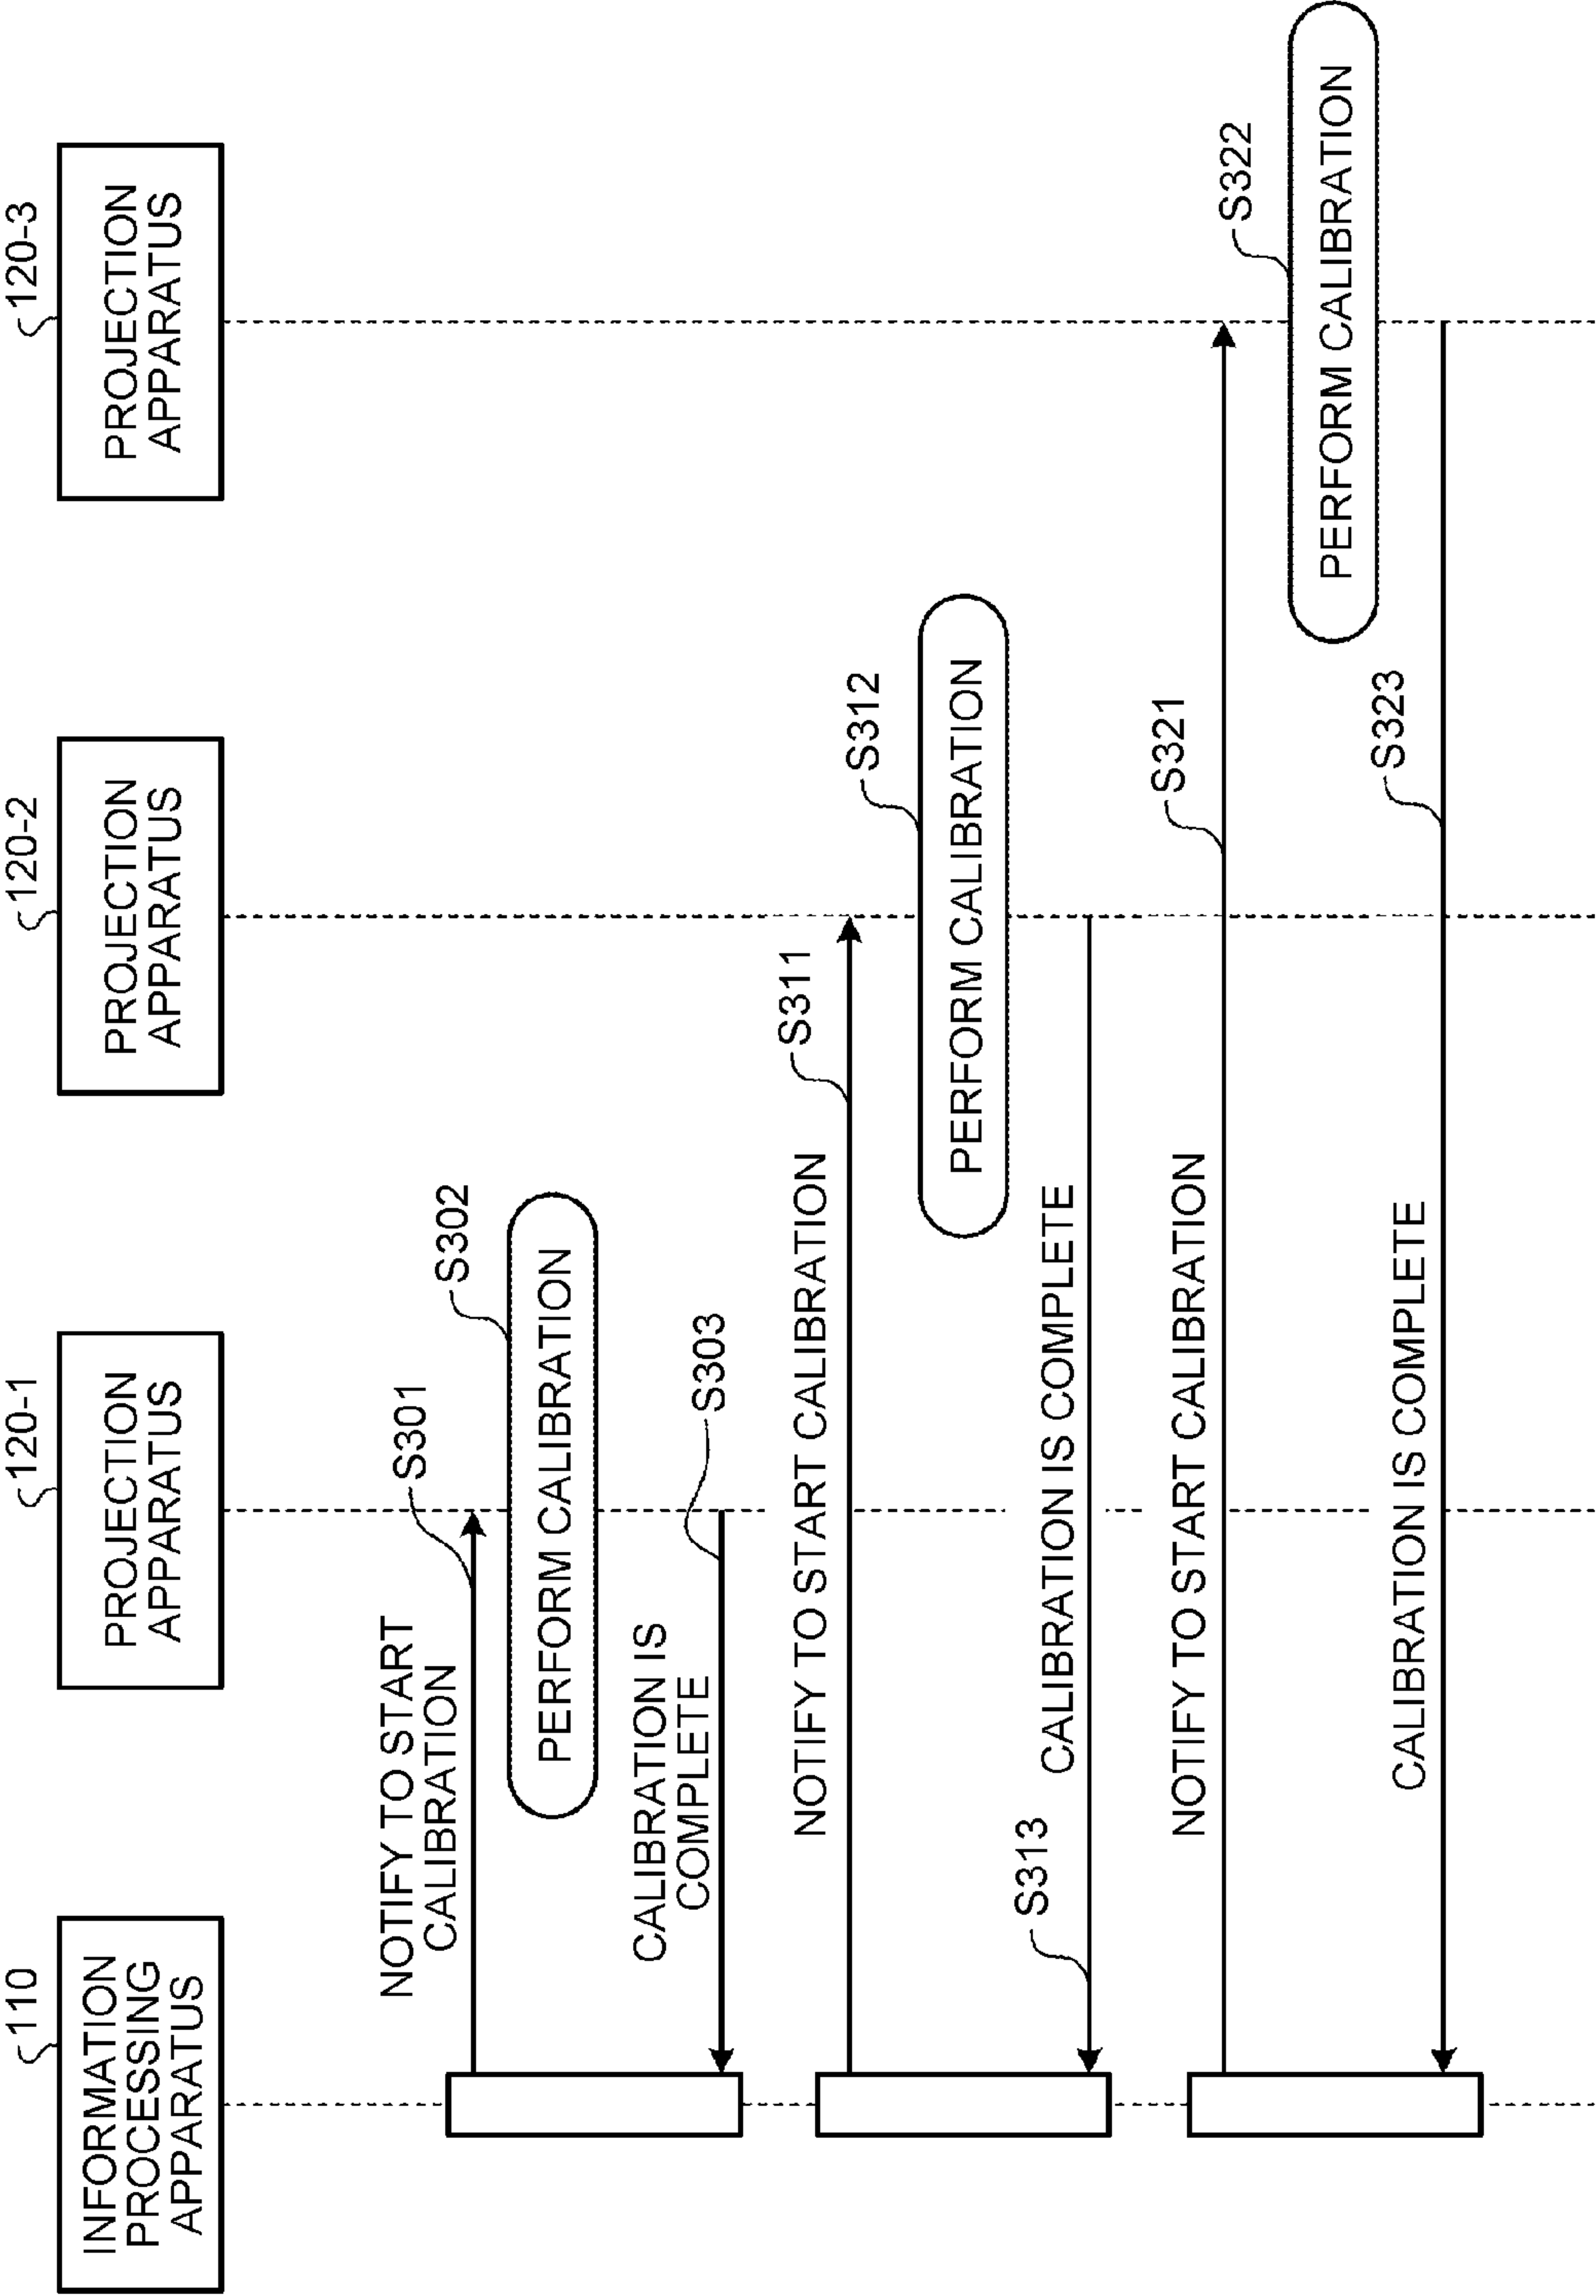 110
INFORMATION
PROCESSING
APPARATUS
120-1
PROJECTION
APPARATUS
120-2
PROJECTION
APPARATUS
120-3
PROJECTION
APPARATUS
NOTIFY TO START
CALIBRATION
S301
S302
PERFORM CALIBRATION
CALIBRATION IS
COMPLETE
S303
NOTIFY TO START CALIBRATION
S311
S312
PERFORM CALIBRATION
S313
CALIBRATION IS COMPLETE
NOTIFY TO START CALIBRATION
S321
S322
PERFORM CALIBRATION
CALIBRATION IS COMPLETE
S323